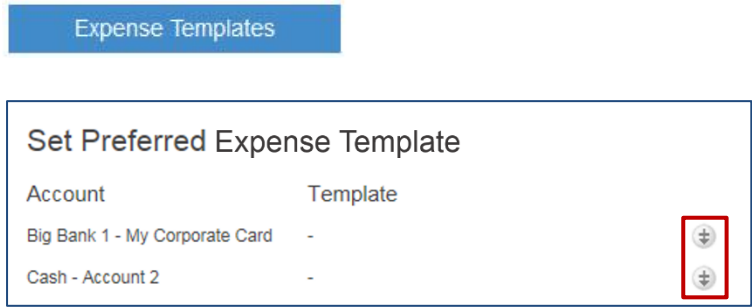 Expense Templates
Set Preferred Expense Template
Account Template
Big Bank 1 - My Corporate Card -
Cash - Account 2 -